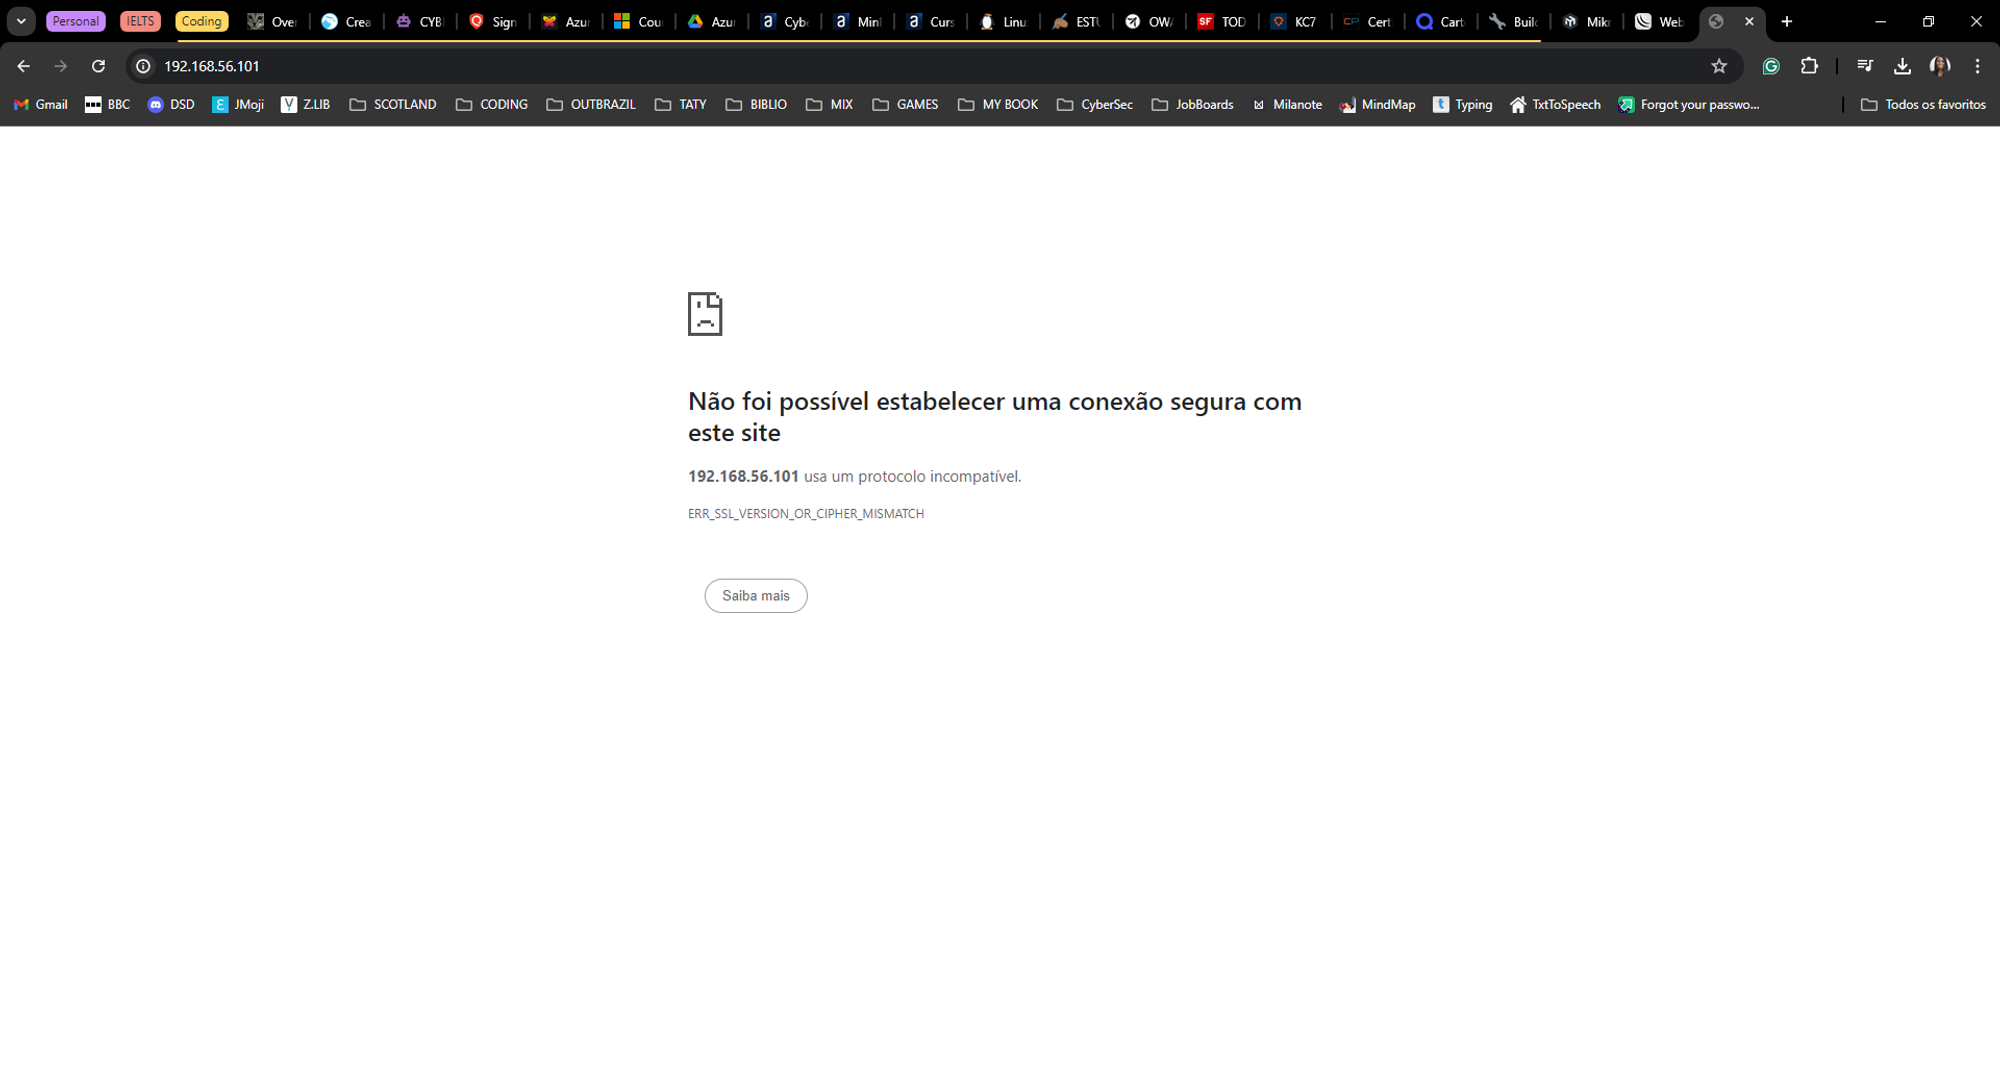 Personal IELTS Coding Over Crea CYB Sign Azur Cou Azur Cyb Minl Curs Linu ESTU OW TOD KC7 Cert Cart Buil Mikr Web
192.168.56.101
Gmail BBC DSD JMoji Z.LIB SCOTLAND CODING OUTBRAZIL TATY BIBLIO MIX GAMES MY BOOK CyberSec JobBoards Milanote MindMap Typing TxtToSpeech Forgot your passwo... Todos os favoritos
Não foi possível estabelecer uma conexão segura com
este site
192.168.56.101 usa um protocolo incompatível.
ERR_SSL_VERSION_OR_CIPHER_MISMATCH
Saiba mais